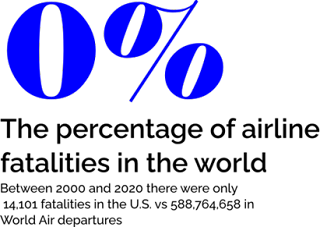 0%
The percentage of airline
fatalities in the world
Between 2000 and 2020 there were only
14,101 fatalities in the U.S. vs 588,764,658 in
World Air departures